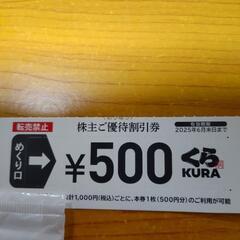 転売禁止
株主ご優待割引券
有効期限
2025年6月末日まで
めくり口
¥500
くら
KURA
計1,000円(税込)ごとに、本券1枚(500円分)のご利用が可能